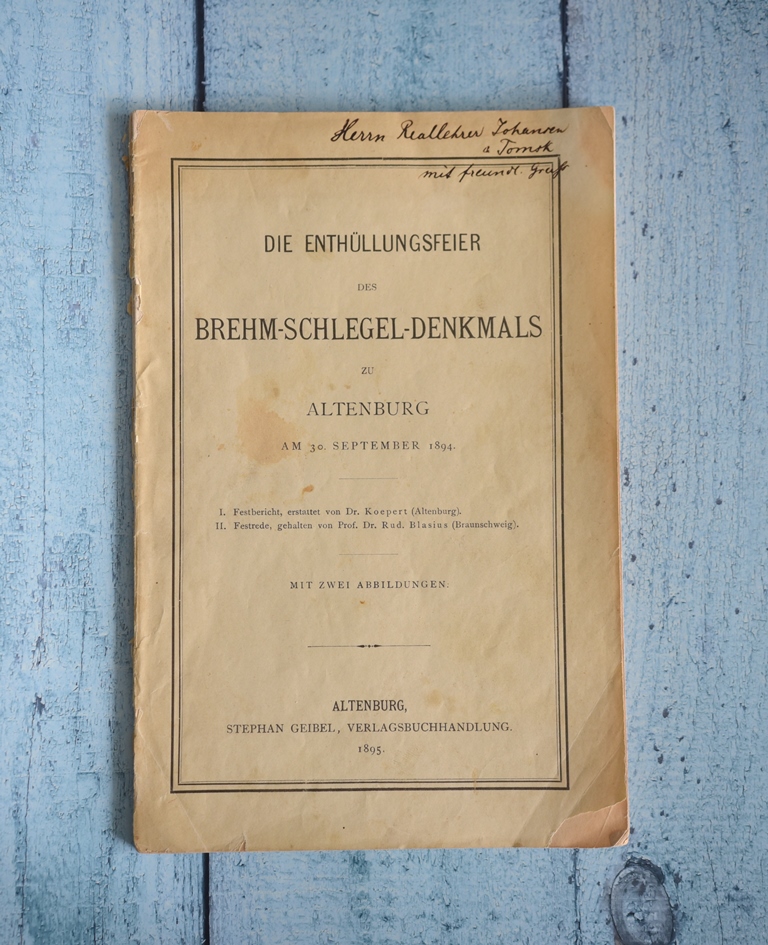 Herrn Reallehrer Johansen
à Tomsk
mit freundl. Gruß
DIE ENTHÜLLUNGSFEIER
DES
BREHM-SCHLEGEL-DENKMALS
ZU
ALTENBURG
AM 30. SEPTEMBER 1894.
I. Festbericht, erstattet von Dr. Koepert (Altenburg).
II. Festrede, gehalten von Prof. Dr. Rud. Blasius (Braunschweig).
MIT ZWEI ABBILDUNGEN.
ALTENBURG,
STEPHAN GEIBEL, VERLAGSBUCHHANDLUNG.
1895.